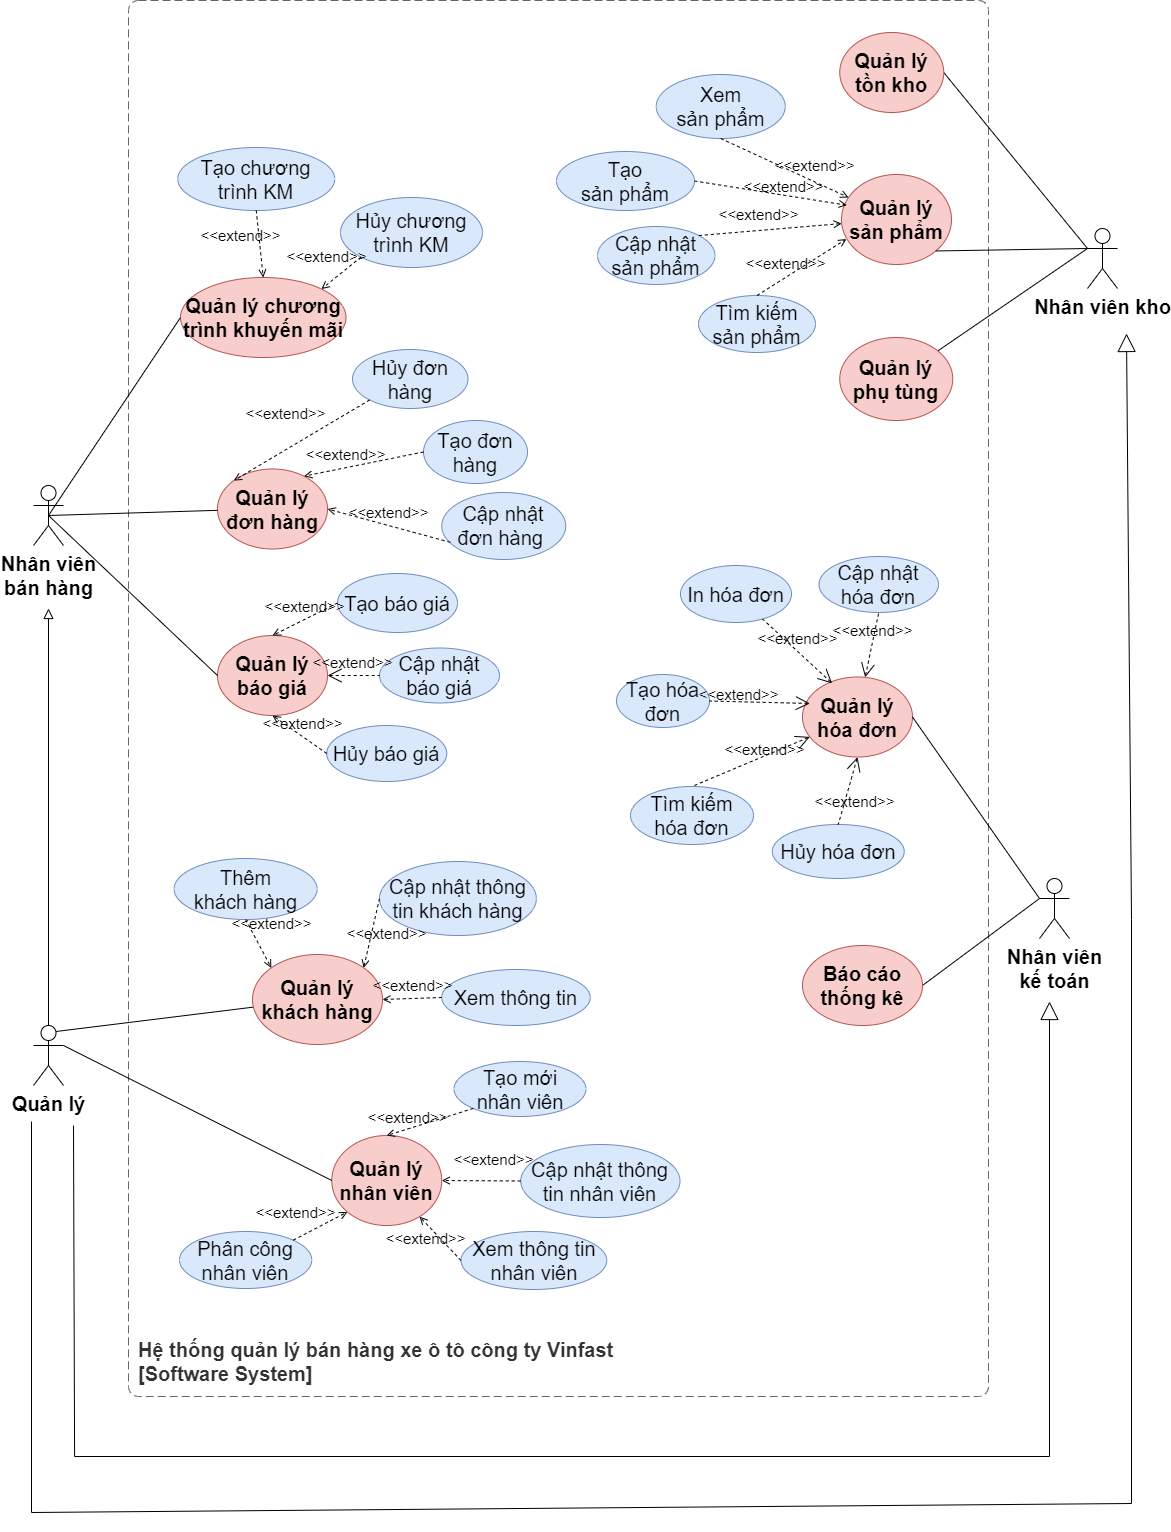 Quản lý
tồn kho
Xem
sản phẩm
<<extend>>
Tạo
sản phẩm
<<extend>>
Quản lý
sản phẩm
<<extend>>
Cập nhật
sản phẩm
<<extend>>
Tìm kiếm
sản phẩm
Nhân viên kho
Quản lý
phụ tùng
Tạo chương
trình KM
<<extend>>
Hủy chương
trình KM
<<extend>>
Quản lý chương
trình khuyến mãi
Hủy đơn
hàng
<<extend>>
Tạo đơn
hàng
<<extend>>
Quản lý
đơn hàng
<<extend>>
Cập nhật
đơn hàng
Nhân viên
bán hàng
<<extend>>
Tạo báo giá
Quản lý
báo giá
<<extend>>
Cập nhật
báo giá
<<extend>>
Hủy báo giá
In hóa đơn
<<extend>>
Cập nhật
hóa đơn
<<extend>>
Tạo hóa
đơn
<<extend>>
Quản lý
hóa đơn
<<extend>>
Tìm kiếm
hóa đơn
<<extend>>
Hủy hóa đơn
Nhân viên
kế toán
Báo cáo
thống kê
Thêm
khách hàng
<<extend>>
Cập nhật thông
tin khách hàng
<<extend>>
Quản lý
khách hàng
<<extend>>
Xem thông tin
Quản lý
Tạo mới
nhân viên
<<extend>>
Quản lý
nhân viên
<<extend>>
Cập nhật thông
tin nhân viên
<<extend>>
Phân công
nhân viên
<<extend>>
Xem thông tin
nhân viên
Hệ thống quản lý bán hàng xe ô tô công ty Vinfast
[Software System]